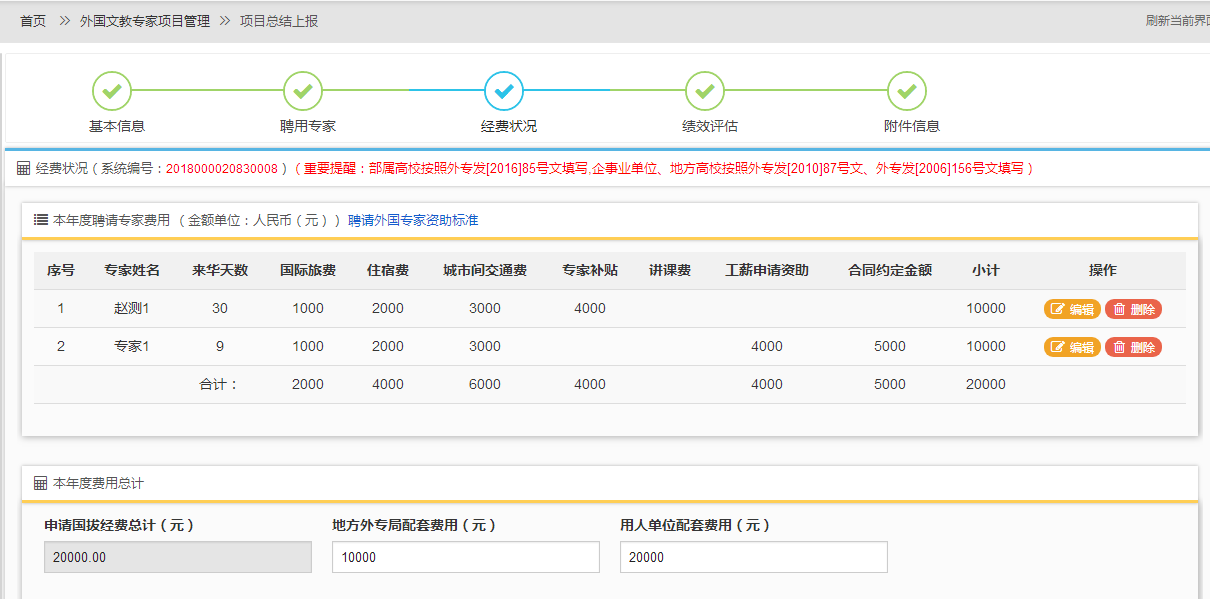 首页 >> 外国文教专家项目管理 >> 项目总结上报 刷新当前界
基本信息 聘用专家 经费状况 绩效评估 附件信息
经费状况（系统编号：2018000020830008）（重要提醒：部属高校按照外专发[2016]85号文填写,企事业单位、地方高校按照外专发[2010]87号文、外专发[2006]156号文填写）
本年度聘请专家费用 （金额单位：人民币（元）） 聘请外国专家资助标准
序号 专家姓名 来华天数 国际旅费 住宿费 城市间交通费 专家补贴 讲课费 工薪申请资助 合同约定金额 小计 操作
1 赵测1 30 1000 2000 3000 4000 10000 编辑 删除
2 专家1 9 1000 2000 3000 4000 5000 10000 编辑 删除
合计： 2000 4000 6000 4000 4000 5000 20000
本年度费用总计
申请国拨经费总计（元） 地方外专局配套费用（元） 用人单位配套费用（元）
20000.00 10000 20000